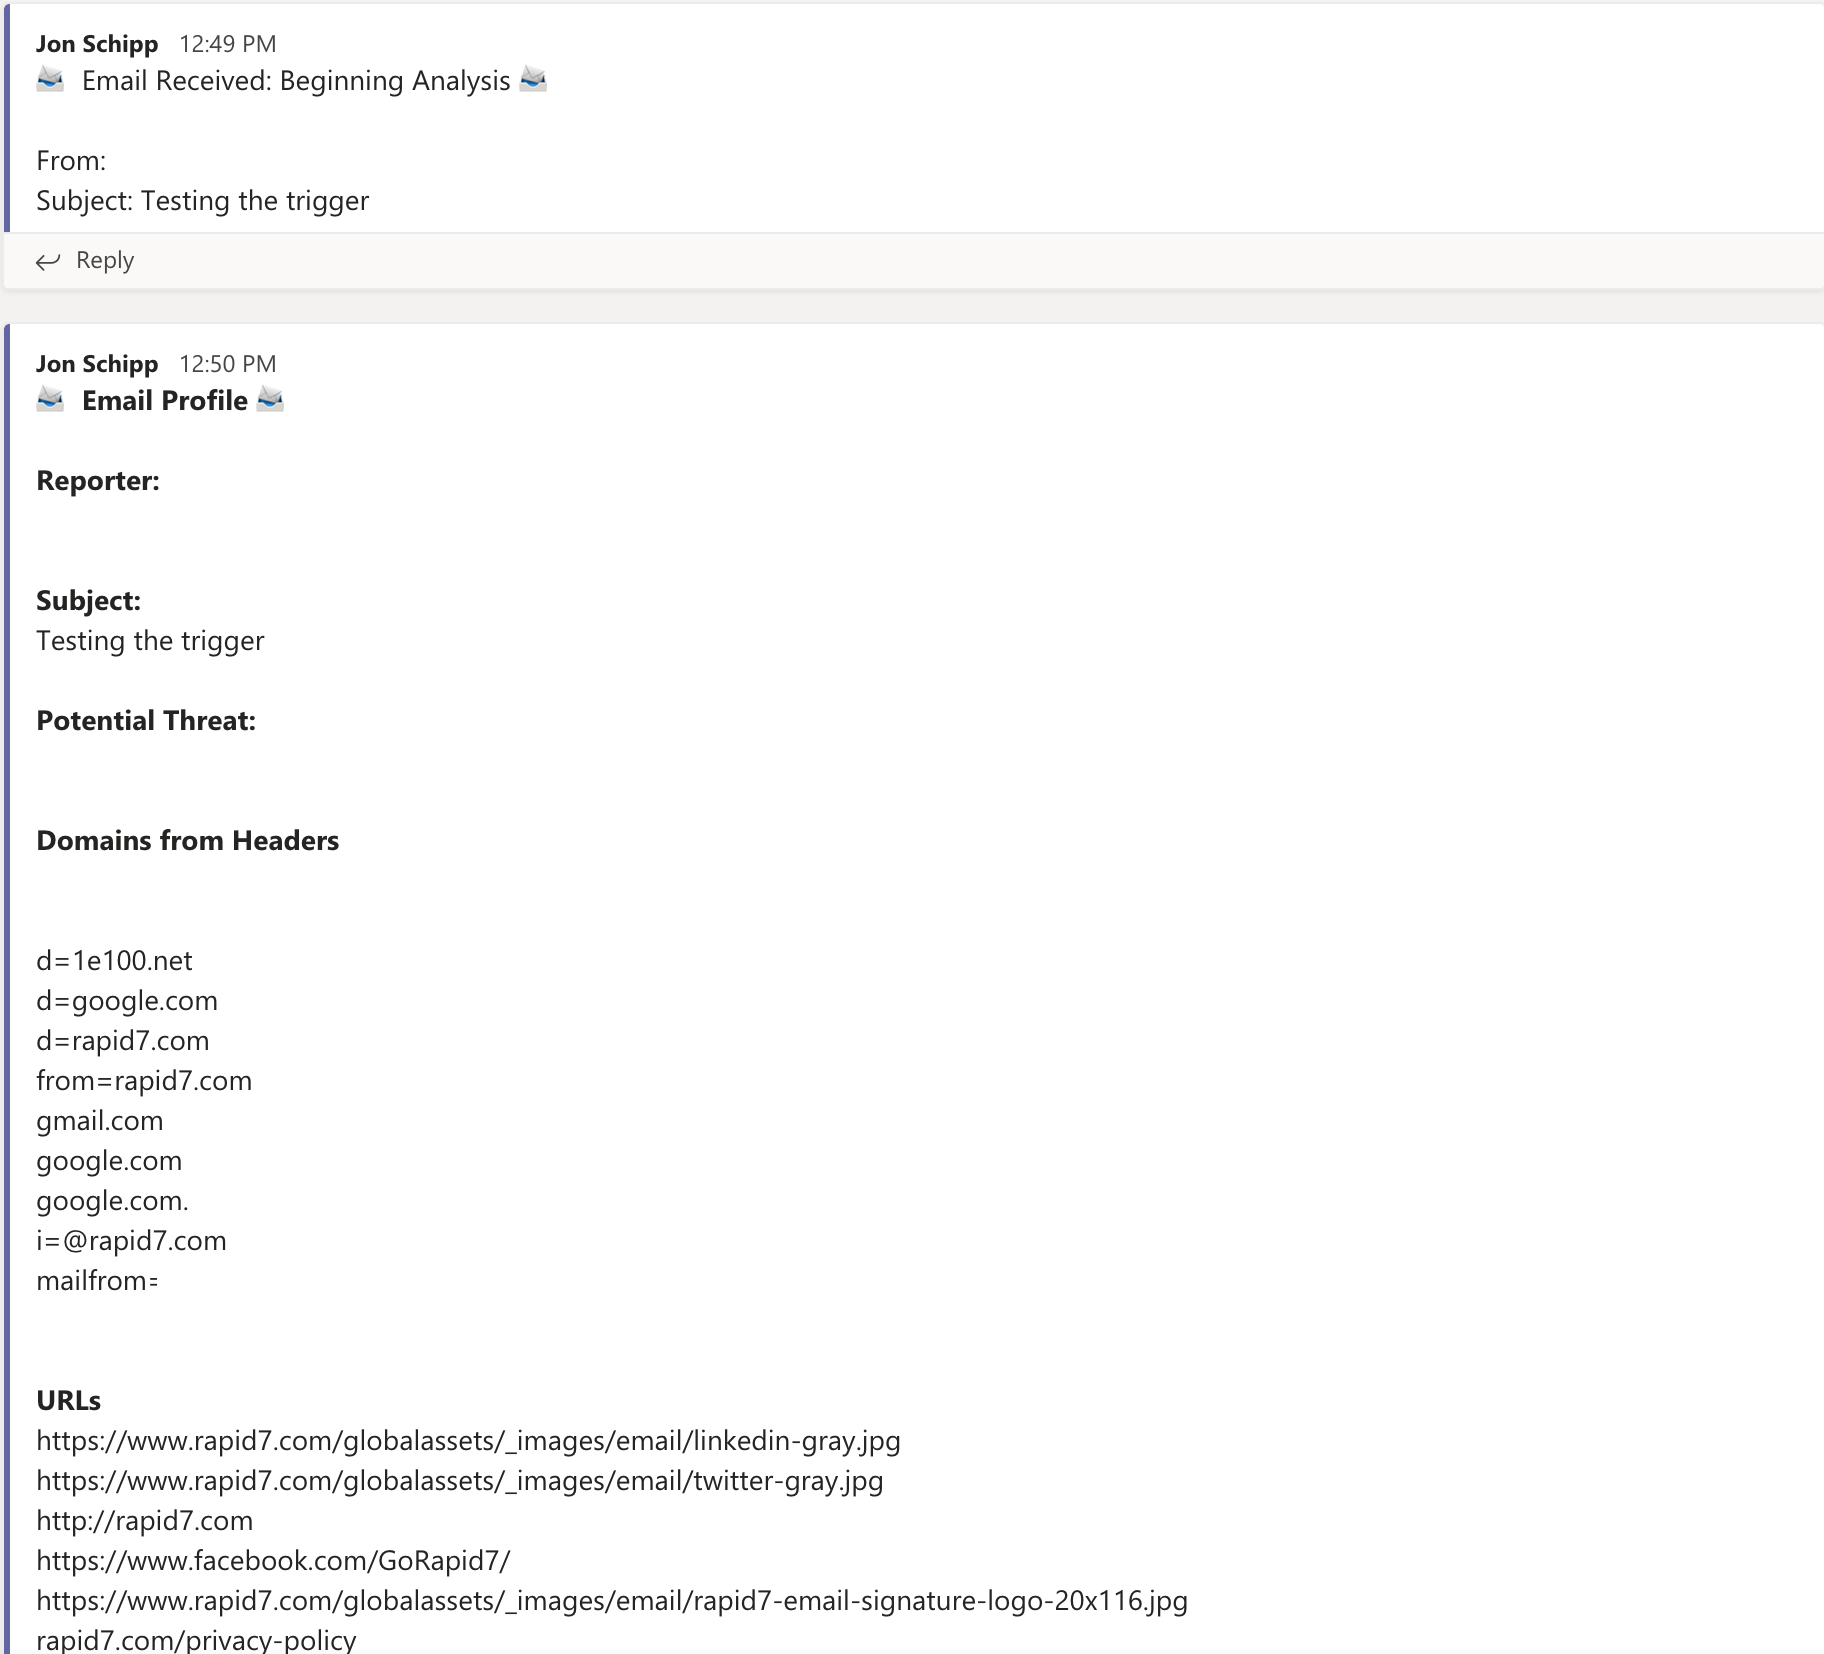 Jon Schipp 12:49 PM
Email Received: Beginning Analysis
From:
Subject: Testing the trigger
Reply
Jon Schipp 12:50 PM
Email Profile
Reporter:
Subject:
Testing the trigger
Potential Threat:
Domains from Headers
d=1e100.net
d=google.com
d=rapid7.com
from=rapid7.com
gmail.com
google.com
google.com.
i=@rapid7.com
mailfrom=
URLs
https://www.rapid7.com/globalassets/_images/email/linkedin-gray.jpg
https://www.rapid7.com/globalassets/_images/email/twitter-gray.jpg
http://rapid7.com
https://www.facebook.com/GoRapid7/
https://www.rapid7.com/globalassets/_images/email/rapid7-email-signature-logo-20x116.jpg
rapid7.com/privacy-policy